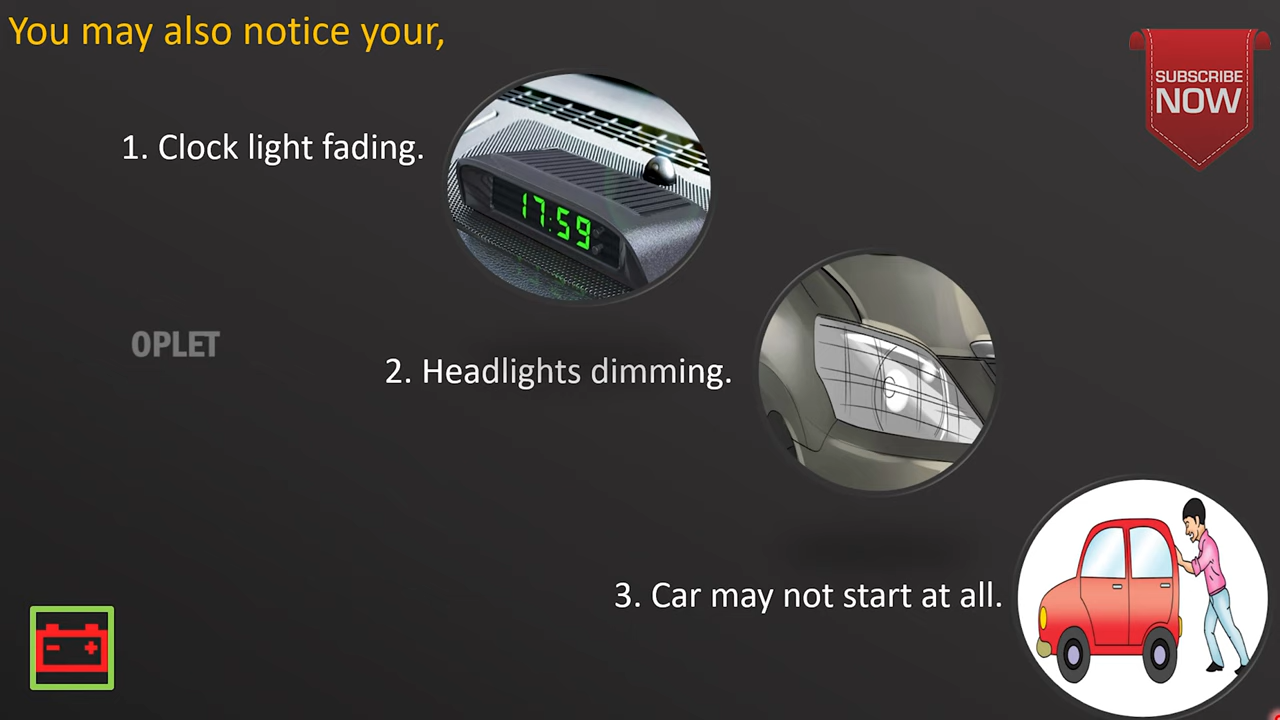 You may also notice your,
SUBSCRIBE
NOW
1. Clock light fading.
17:59
OPLET
2. Headlights dimming.
3. Car may not start at all.
- +